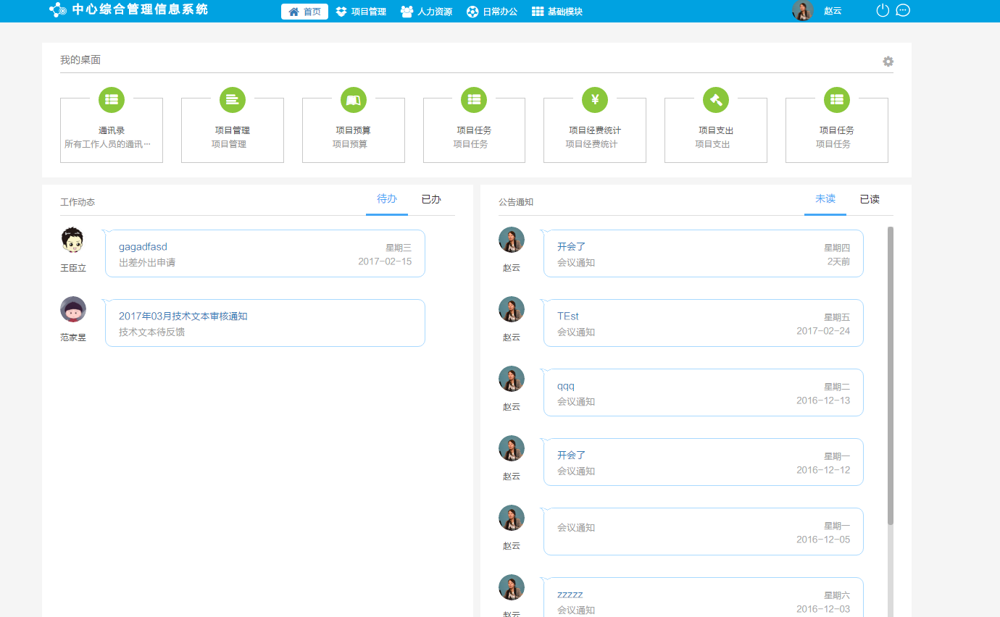 中心综合管理信息系统
首页 项目管理 人力资源 日常办公 基础模块 赵云
我的桌面
通讯录 项目管理 项目预算 项目任务 项目经费统计 项目支出 项目任务
所有工作人员的通讯… 项目管理 项目预算 项目任务 项目经费统计 项目支出 项目任务
工作动态 待办 已办
gagadfasd 星期三
出差外出申请 2017-02-15
王臣立
2017年03月技术文本审核通知
技术文本待反馈
范家昱
公告通知 未读 已读
开会了 星期四
会议通知 2天前
赵云
TEst 星期五
会议通知 2017-02-24
赵云
qqq 星期二
会议通知 2016-12-13
赵云
开会了 星期一
会议通知 2016-12-12
赵云
会议通知 星期一
2016-12-05
赵云
zzzzz 星期六
会议通知 2016-12-03
赵云